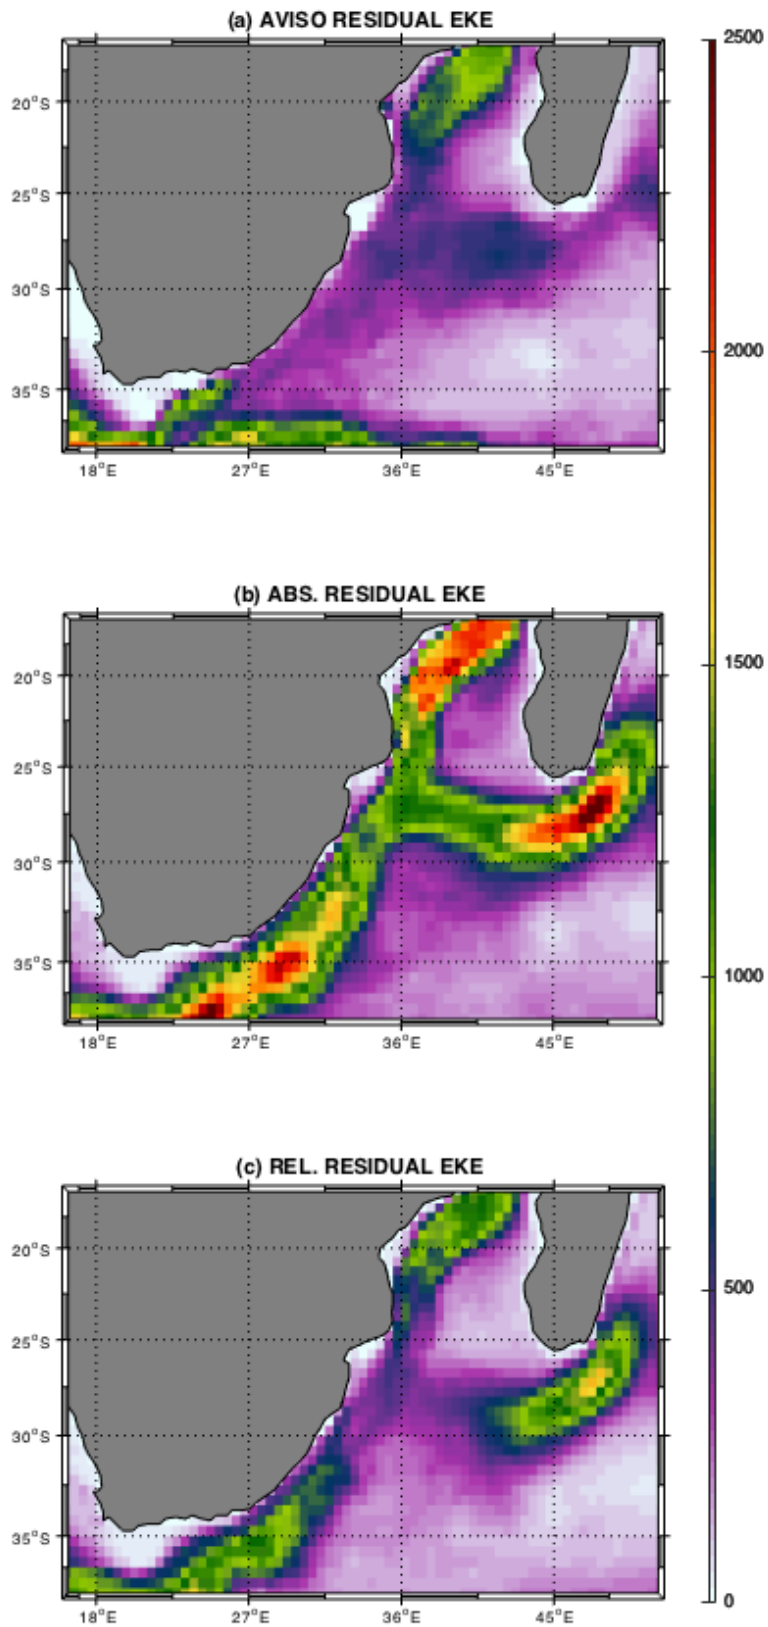 (a) AVISO RESIDUAL EKE
2500
20°S
25°S
30°S
2000
35°S
18°E 27°E 36°E 45°E
(b) ABS. RESIDUAL EKE
1500
20°S
25°S
30°S
35°S
1000
18°E 27°E 36°E 45°E
(c) REL. RESIDUAL EKE
20°S
500
25°S
30°S
35°S
0
18°E 27°E 36°E 45°E